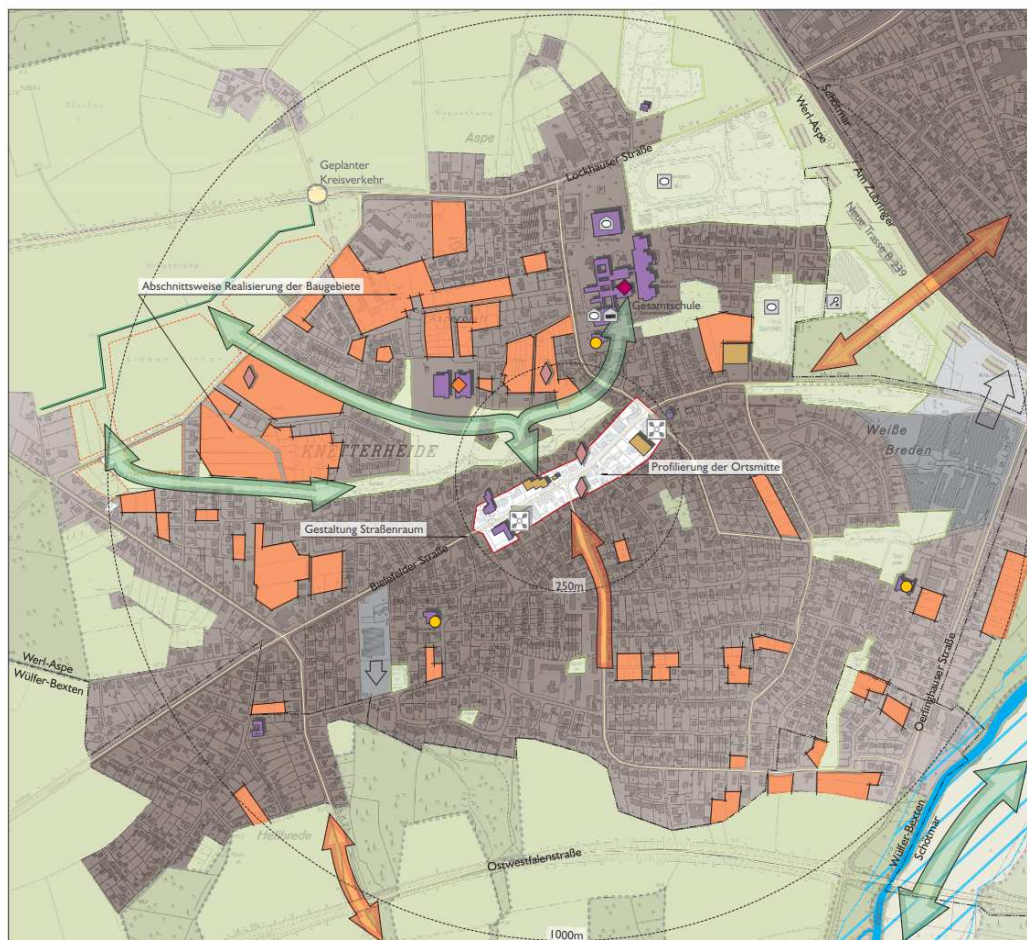 Schötmar
Werl-Aspe
Am Zubringer
Neue Trasse B 239
Aspe
Lockhauser Straße
Geplanter
Kreisverkehr
Abschnittsweise Realisierung der Baugebiete
Gesamtschule
KNETTERHEIDE
Weiße
Breden
Profilierung der Ortsmitte
Gestaltung Straßenraum
Bielefelder Straße
250m
Werl-Aspe
Wülfer-Bexten
Oerlinghauser Straße
Hellbrede
Ostwestfalenstraße
Wülfer-Bexten
Schötmar
1000m